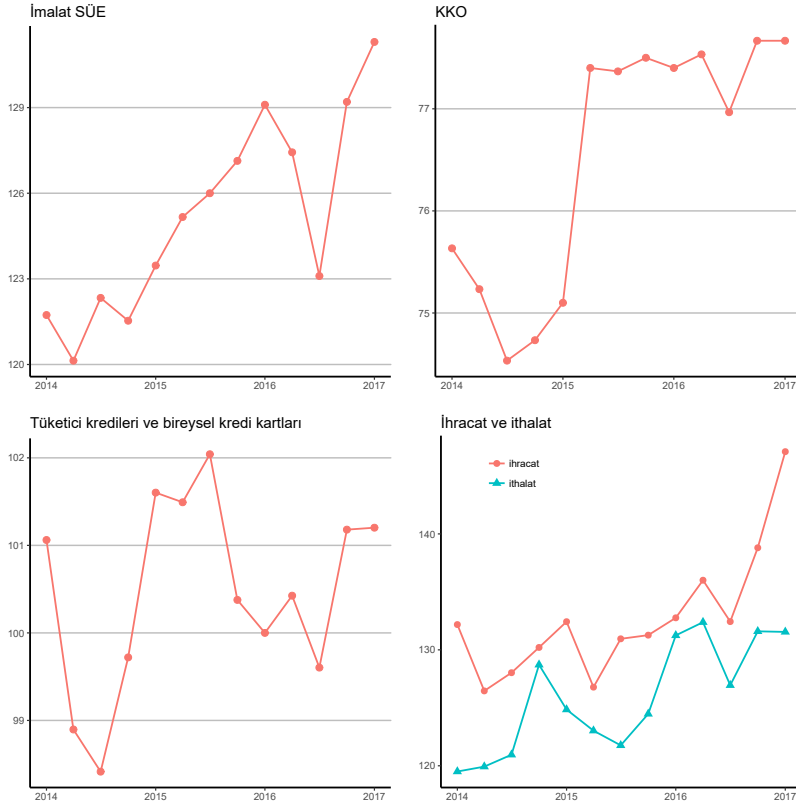 İmalat SÜE
129
126
123
120
2014 2015 2016 2017
KKO
77
76
75
2014 2015 2016 2017
Tüketici kredileri ve bireysel kredi kartları
102
101
100
99
2014 2015 2016 2017
İhracat ve ithalat
ihracat
ithalat
140
130
120
2014 2015 2016 2017